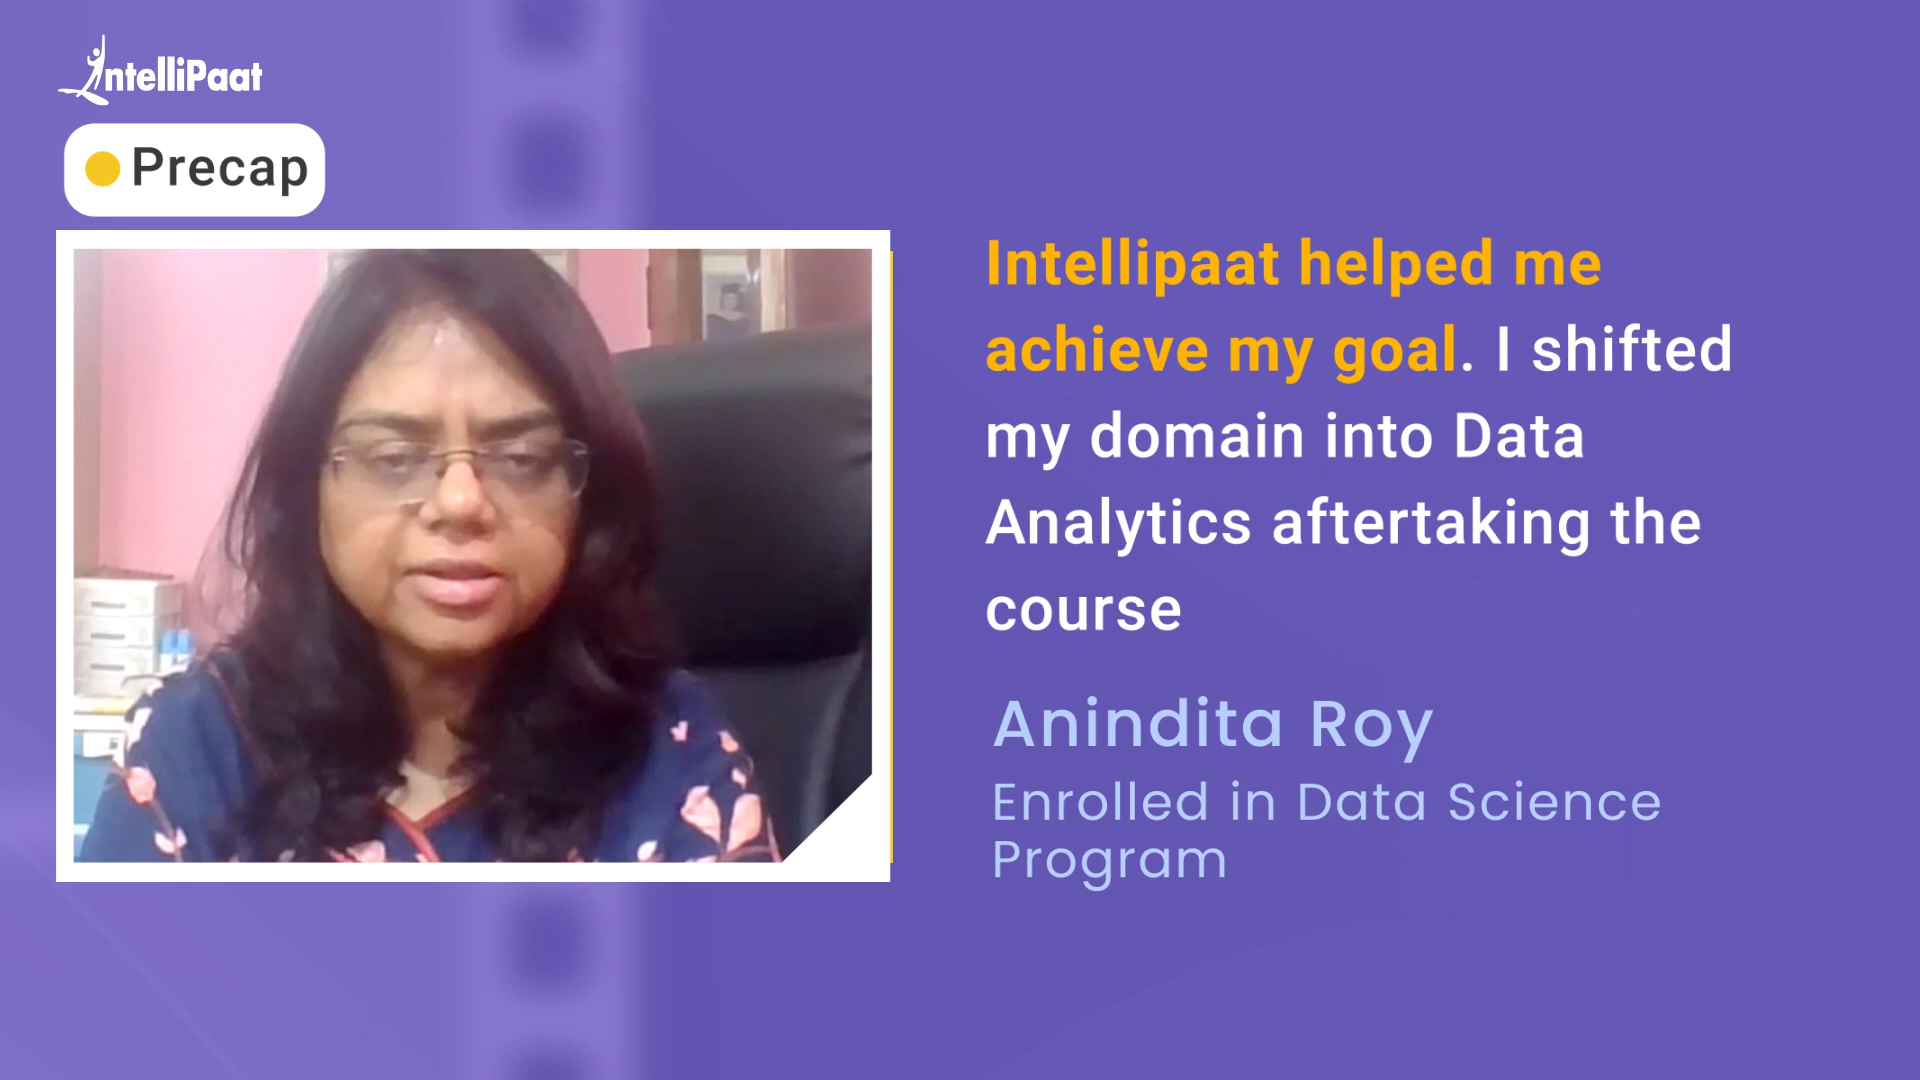 IntelliPaat
Precap
Intellipaat helped me
achieve my goal. I shifted
my domain into Data
Analytics aftertaking the
course
Anindita Roy
Enrolled in Data Science
Program